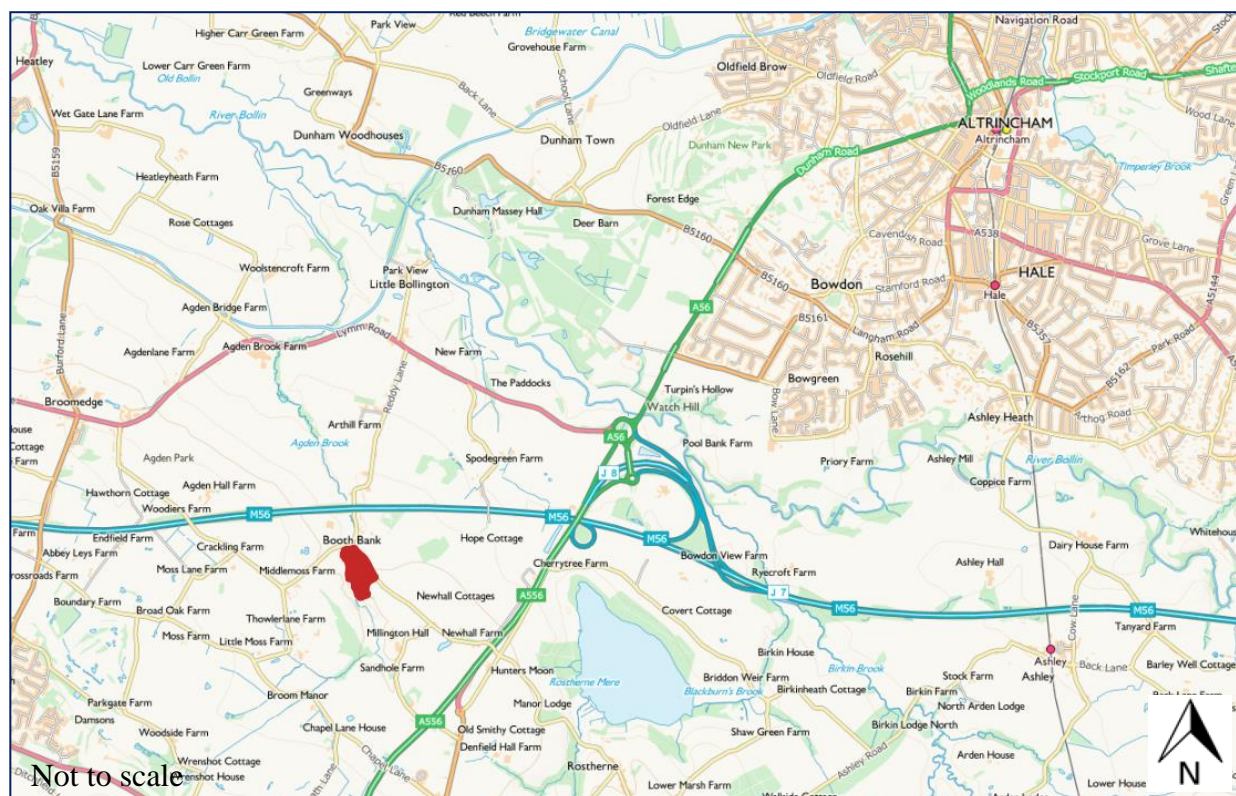 Park View
Red Beech Farm
Navigation Road
Higher Carr Green Farm
Bridgewater Canal
Grovehouse Farm
Heatley
Lower Carr Green Farm
Old Bollin
Oldfield Brow
Oldfield Road
Woodlands Road
Stockport Road
Greenways
Back Lane
School Lane
River Bollin
Wet Gate Lane Farm
Oldfield Lane
Wood Lane
ALTRINCHAM
Altrincham
Dunham Woodhouses
Dunham Town
Dunham New Park
Dunham Road
Timperley Brook
B5159
B5160
Heatleyheath Farm
Forest Edge
Oak Villa Farm
Dunham Massey Hall
Deer Barn
Rose Cottages
B5160
Cavendish Road
A538
Grove Lane
Woolstencroft Farm
Park View
Little Bollington
B5160
Bowdon
Stamford Road
HALE
Hale
A5144
Agden Bridge Farm
A56
B5161
Langham Road
B5357
Burford Lane
Lymm Road
Agdenlane Farm
Agden Brook Farm
New Farm
Rosehill
Park Road
B5162
The Paddocks
Turpin's Hollow
Bowgreen
Reddy Lane
Watch Hill
Bow Lane
Broomedge
Ashley Heath
Arthog Road
Arthill Farm
A56
Agden Brook
Pool Bank Farm
Agden Park
Spodegreen Farm
J 8
Priory Farm
Ashley Mill
River Bollin
Agden Hall Farm
Coppice Farm
Hawthorn Cottage
Woodiers Farm
M56
M56
Endfield Farm
Crackling Farm
Booth Bank
Hope Cottage
M56
Abbey Leys Farm
Bowdon View Farm
Dairy House Farm
Moss Lane Farm
Middlemoss Farm
Cherrytree Farm
Ryecroft Farm
Ashley Hall
Boundary Farm
Newhall Cottages
A556
J 7
M56
M56
Broad Oak Farm
Covert Cottage
Cow Lane
Thowlerlane Farm
Tanyard Farm
Moss Farm
Little Moss Farm
Millington Hall
Newhall Farm
Birkin House
Birkin Brook
Ashley
Back Lane
Barley Well Cottage
Sandhole Farm
Hunters Moon
Rostherne Mere
Briddon Weir Farm
Stock Farm
Ashley
Broom Manor
Blackburn's Brook
Birkinheath Cottage
Birkin Farm
Parkgate Farm
Manor Lodge
North Arden Lodge
Damsons
A556
Chapel Lane House
Old Smithy Cottage
Shaw Green Farm
Birkin Lodge North
Woodside Farm
Denfield Hall Farm
Ashley Road
Arden House
Wrenshot Cottage
Chapel Lane
Rostherne
Wrenshot House
Lower Marsh Farm
Lower House
Not to scale
N